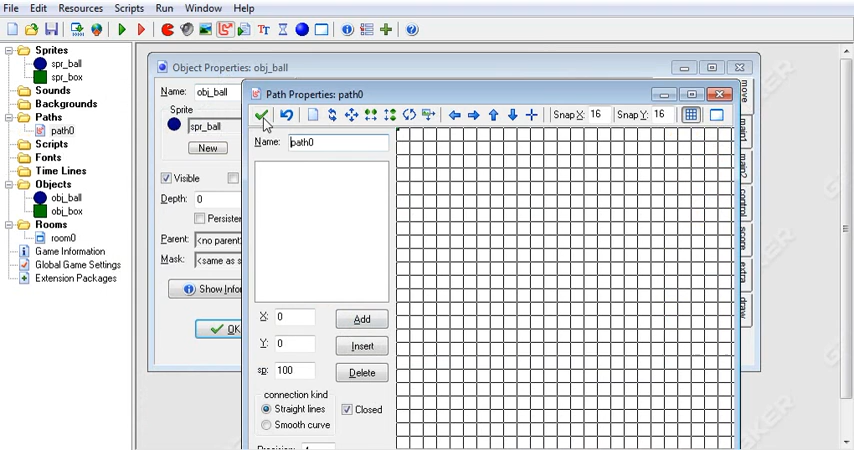 File Edit Resources Scripts Run Window Help
Sprites
spr_ball
spr_box
Sounds
Backgrounds
Paths
path0
Scripts
Fonts
Time Lines
Objects
obj_ball
obj_box
Rooms
room0
Game Information
Global Game Settings
Extension Packages
Object Properties: obj_ball
Name: obj_ball
Sprite
spr_ball
New
Visible
Depth: 0
Persister
Parent: <no parent
Mask: <same as s
Show Infor
OK
Path Properties: path0
Snap X: 16 Snap Y: 16
Name: path0
X: 0 Add
Y: 0 Insert
sp: 100 Delete
connection kind
Straight lines Closed
Smooth curve
move
main1
main2
control
score
extra
draw